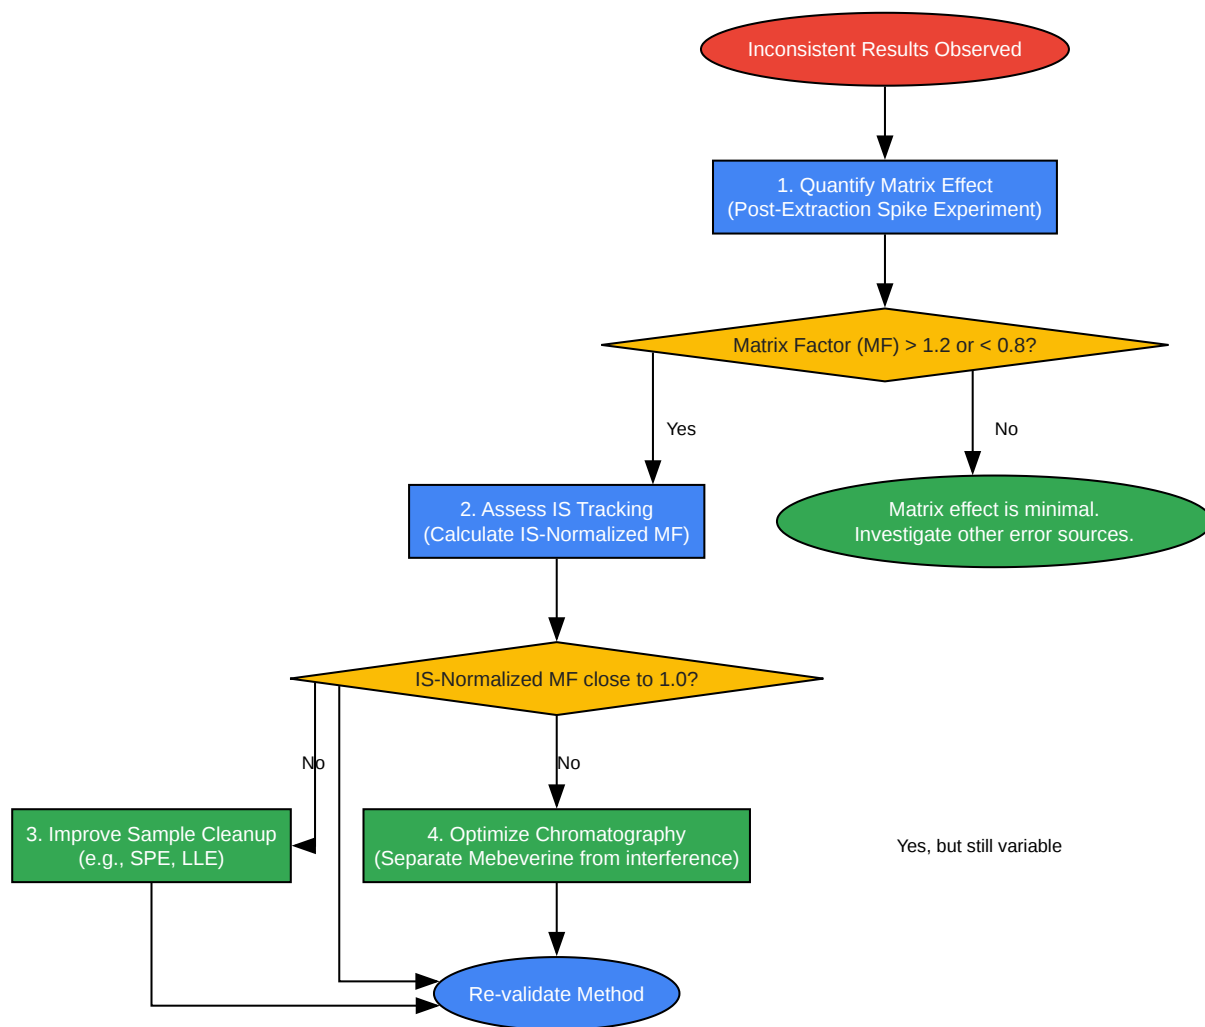 Inconsistent Results Observed
1. Quantify Matrix Effect
(Post-Extraction Spike Experiment)
Matrix Factor (MF) > 1.2 or < 0.8?
Yes
No
2. Assess IS Tracking
(Calculate IS-Normalized MF)
Matrix effect is minimal.
Investigate other error sources.
IS-Normalized MF close to 1.0?
No
No
3. Improve Sample Cleanup
(e.g., SPE, LLE)
4. Optimize Chromatography
(Separate Mebeverine from interference)
Yes, but still variable
Re-validate Method